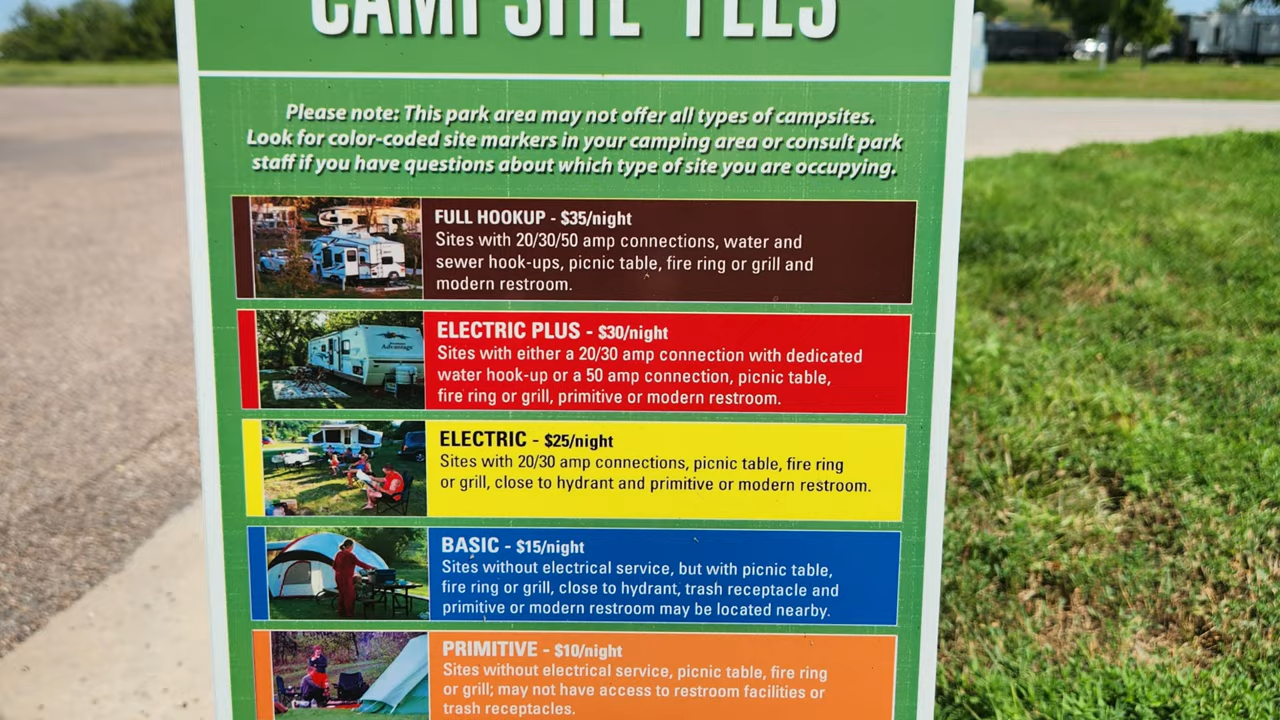 CAMPSITE FEES
Please note: This park area may not offer all types of campsites.
Look for color-coded site markers in your camping area or consult park
staff if you have questions about which type of site you are occupying.
FULL HOOKUP - $35/night
Sites with 20/30/50 amp connections, water and
sewer hook-ups, picnic table, fire ring or grill and
modern restroom.
Advantage
ELECTRIC PLUS - $30/night
Sites with either a 20/30 amp connection with dedicated
water hook-up or a 50 amp connection, picnic table,
fire ring or grill, primitive or modern restroom.
ELECTRIC - $25/night
Sites with 20/30 amp connections, picnic table, fire ring
or grill, close to hydrant and primitive or modern restroom.
BASIC - $15/night
Sites without electrical service, but with picnic table,
fire ring or grill, close to hydrant, trash receptacle and
primitive or modern restroom may be located nearby.
PRIMITIVE - $10/night
Sites without electrical service, picnic table, fire ring
or grill; may not have access to restroom facilities or
trash receptacles.